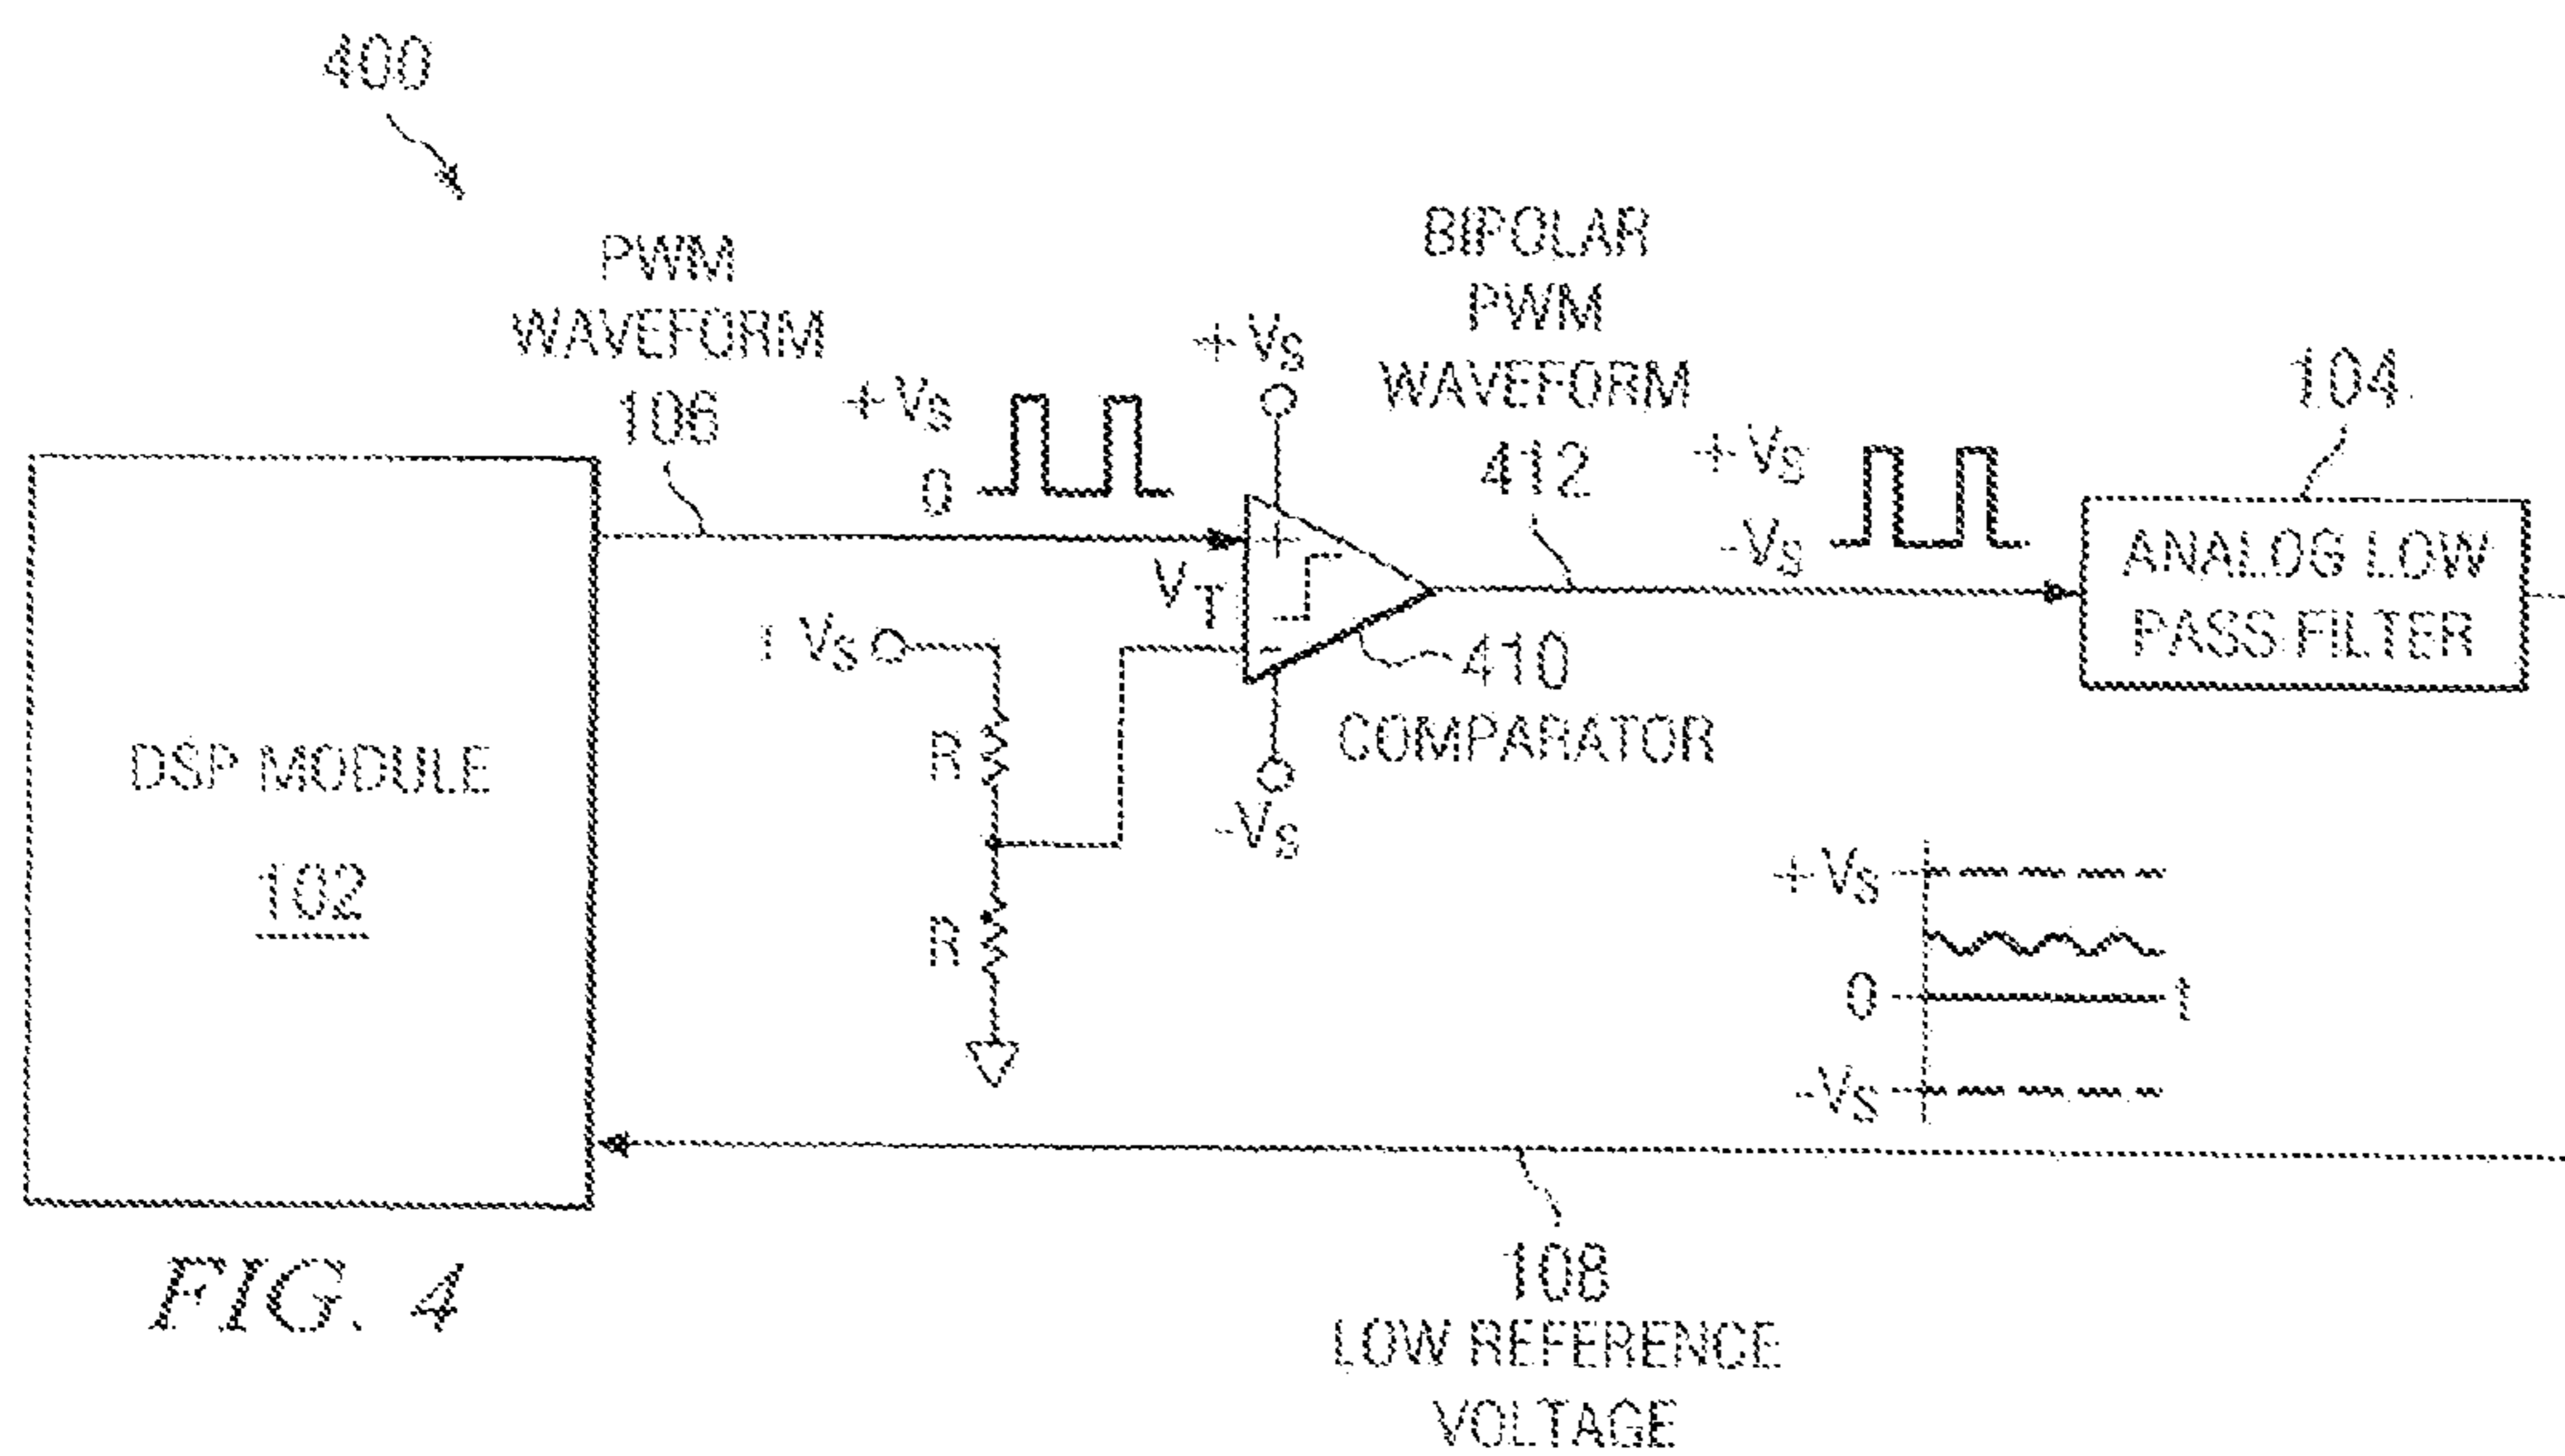 400
PWM
WAVEFORM
106
+VS
0
+VS
BIPOLAR
PWM
WAVEFORM
412
+VS
-VS
104
ANALOG LOW
PASS FILTER
+
VT
-
+VS
410
COMPARATOR
-VS
R
R
DSP MODULE
102
+VS
0
t
-VS
108
LOW REFERENCE
VOLTAGE
FIG. 4